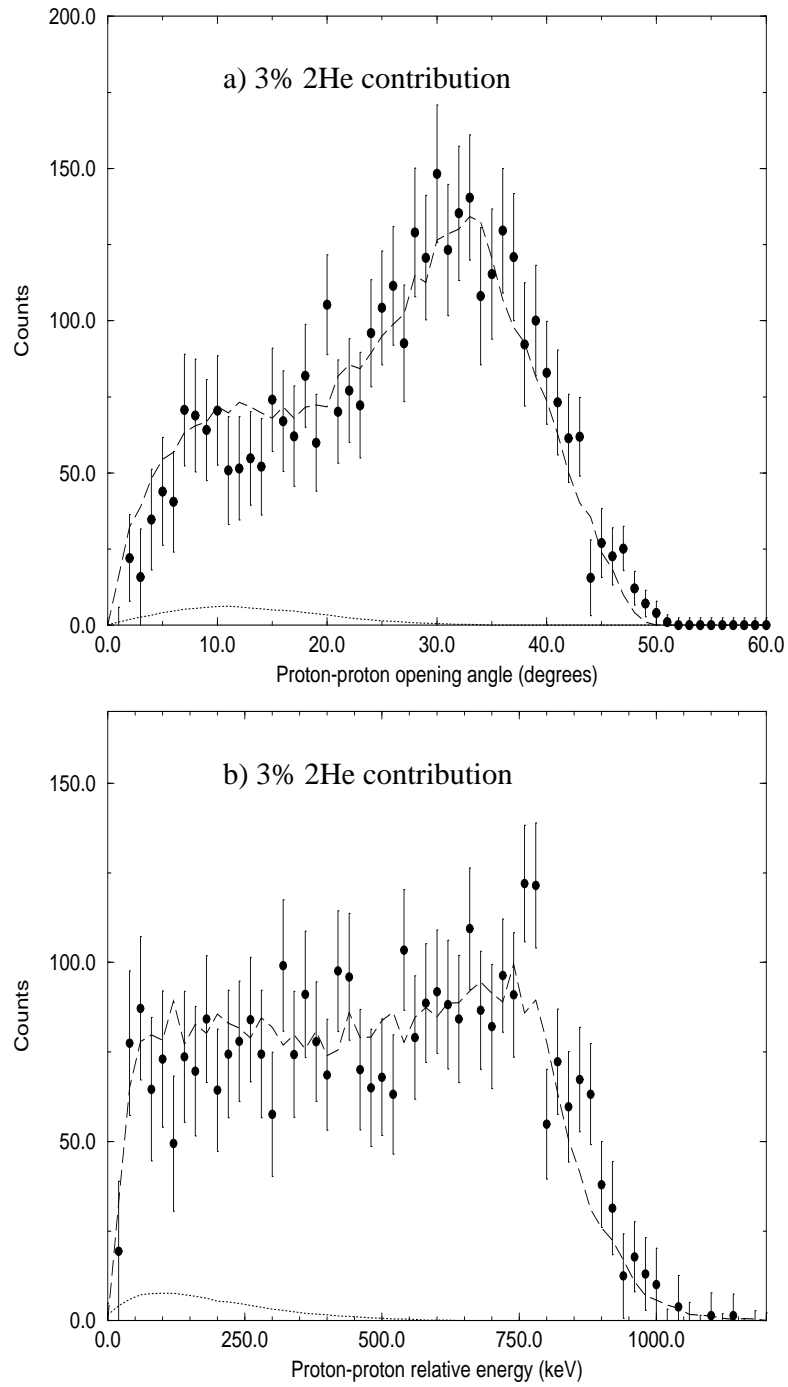 200.0
a) 3% 2He contribution
150.0
100.0
Counts
50.0
0.0
0.0 10.0 20.0 30.0 40.0 50.0 60.0
Proton-proton opening angle (degrees)
b) 3% 2He contribution
150.0
100.0
Counts
50.0
0.0
0.0 250.0 500.0 750.0 1000.0
Proton-proton relative energy (keV)